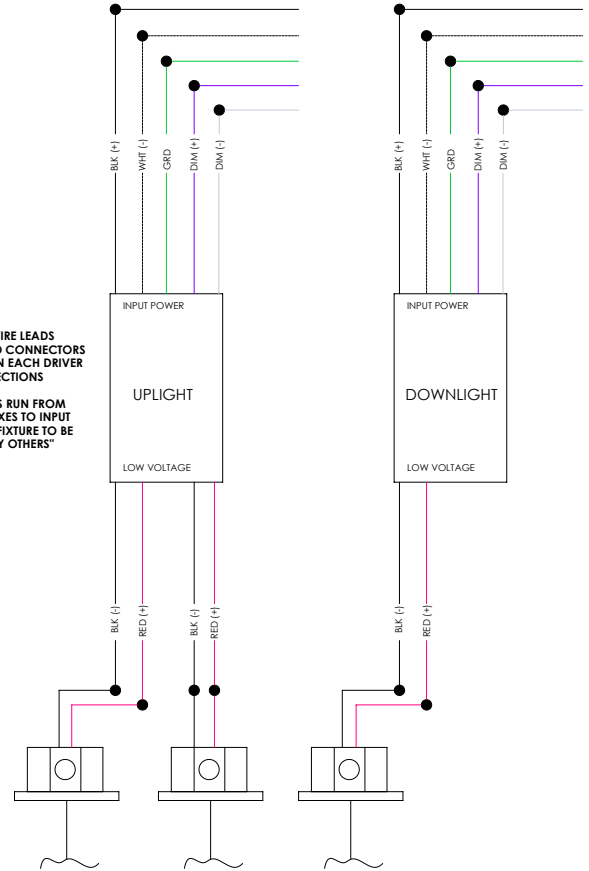 BLK (+)
WHT (-)
GRD
DIM (+)
DIM (-)
BLK (+)
WHT (-)
GRD
DIM (+)
DIM (-)
INPUT POWER
UPLIGHT
LOW VOLTAGE
INPUT POWER
DOWNLIGHT
LOW VOLTAGE
IRE LEADS
CONNECTORS
EACH DRIVER
ECTIONS
RUN FROM
TO INPUT
FIXTURE TO BE
OTHERS"
BLK (-)
RED (+)
BLK (-)
RED (+)
BLK (-)
RED (+)